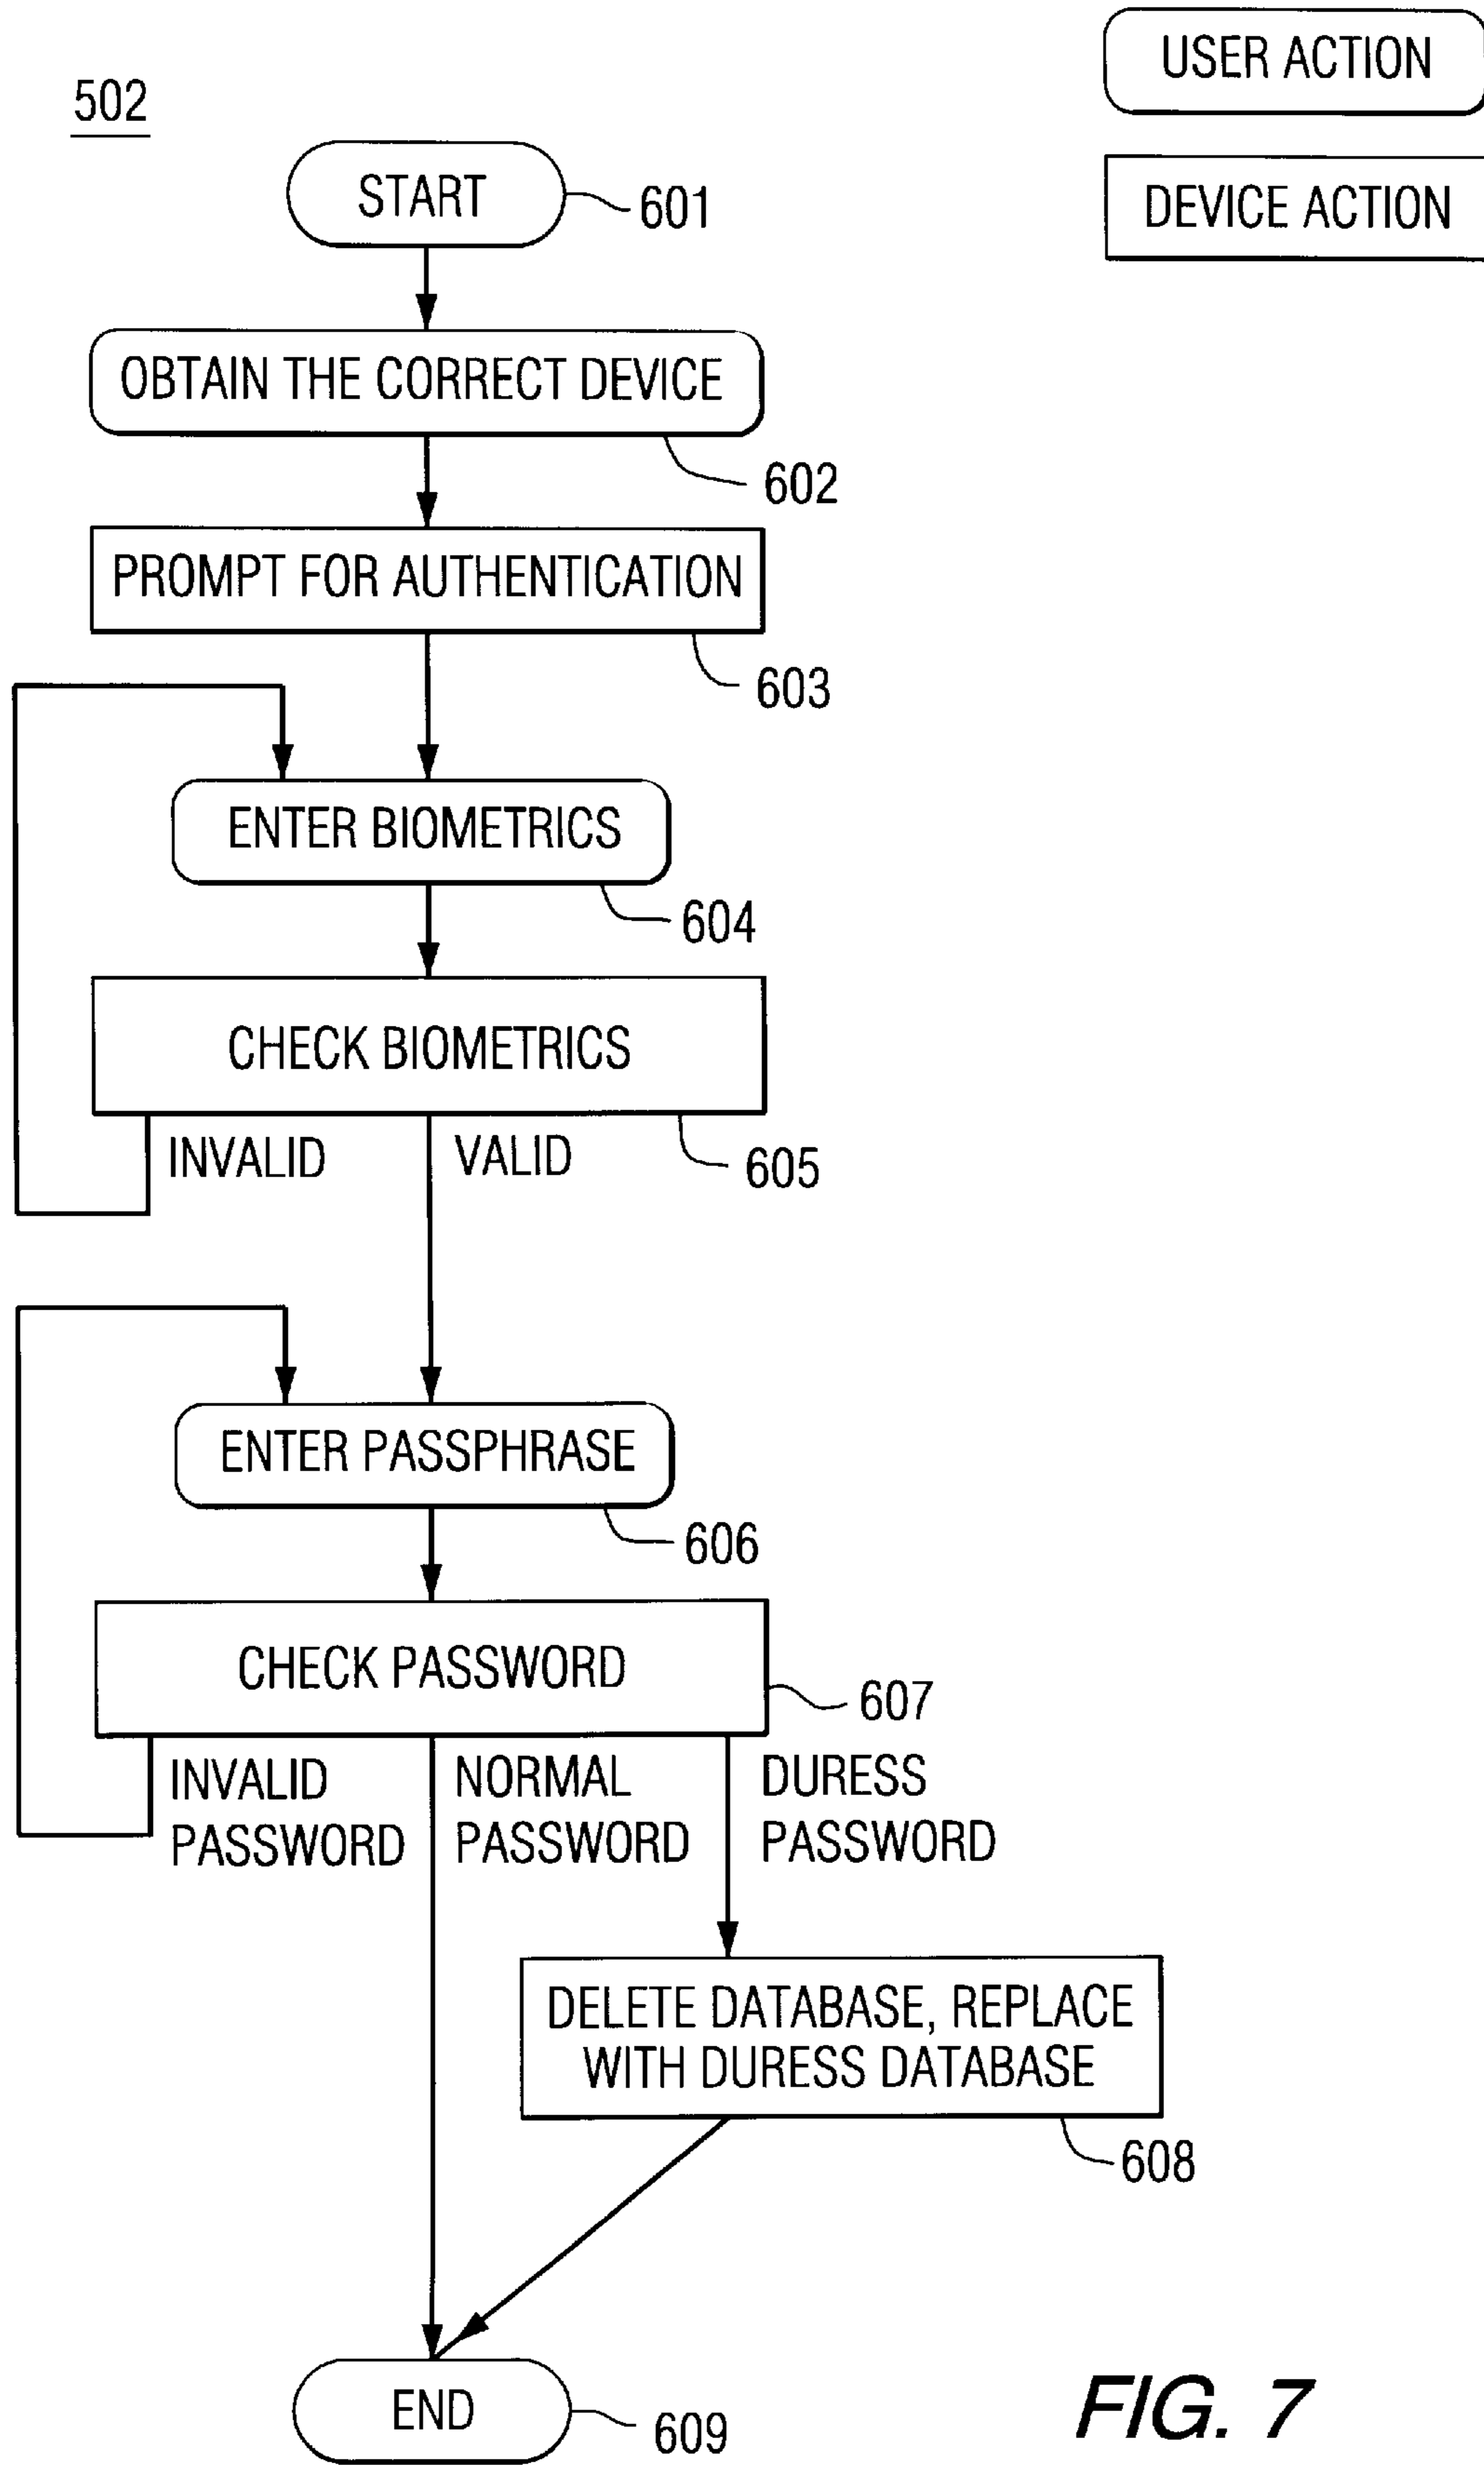 USER ACTION
DEVICE ACTION
502
START
601
OBTAIN THE CORRECT DEVICE
602
PROMPT FOR AUTHENTICATION
603
ENTER BIOMETRICS
604
CHECK BIOMETRICS
INVALID
VALID
605
ENTER PASSPHRASE
606
CHECK PASSWORD
607
INVALID
PASSWORD
NORMAL
PASSWORD
DURESS
PASSWORD
DELETE DATABASE, REPLACE
WITH DURESS DATABASE
608
END
609
FIG. 7